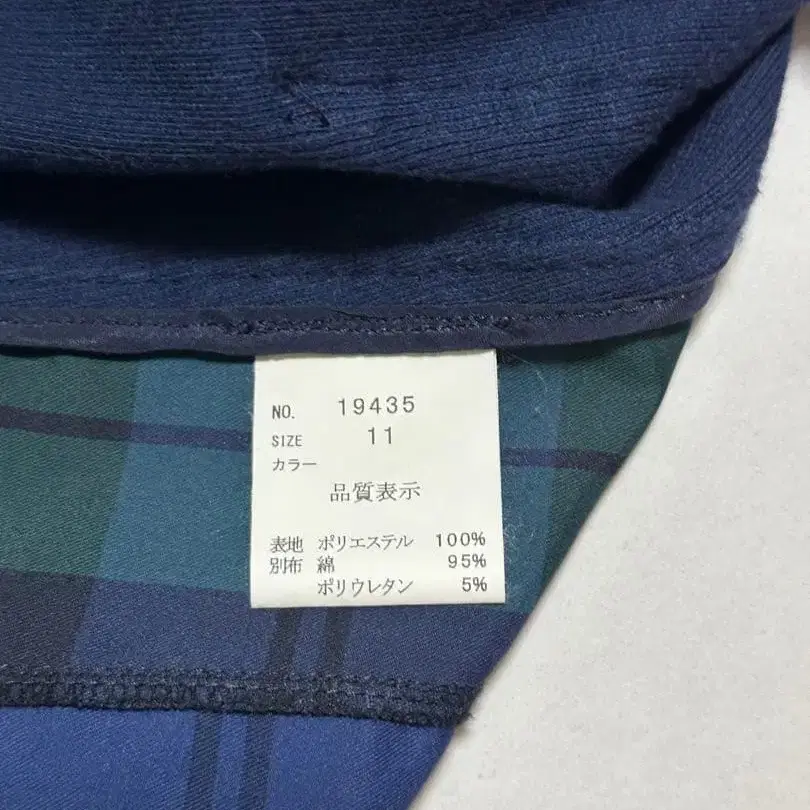 NO. 19435
SIZE 11
カラー
品質表示
表地 ポリエステル 100%
別布 綿 95%
ポリウレタン 5%